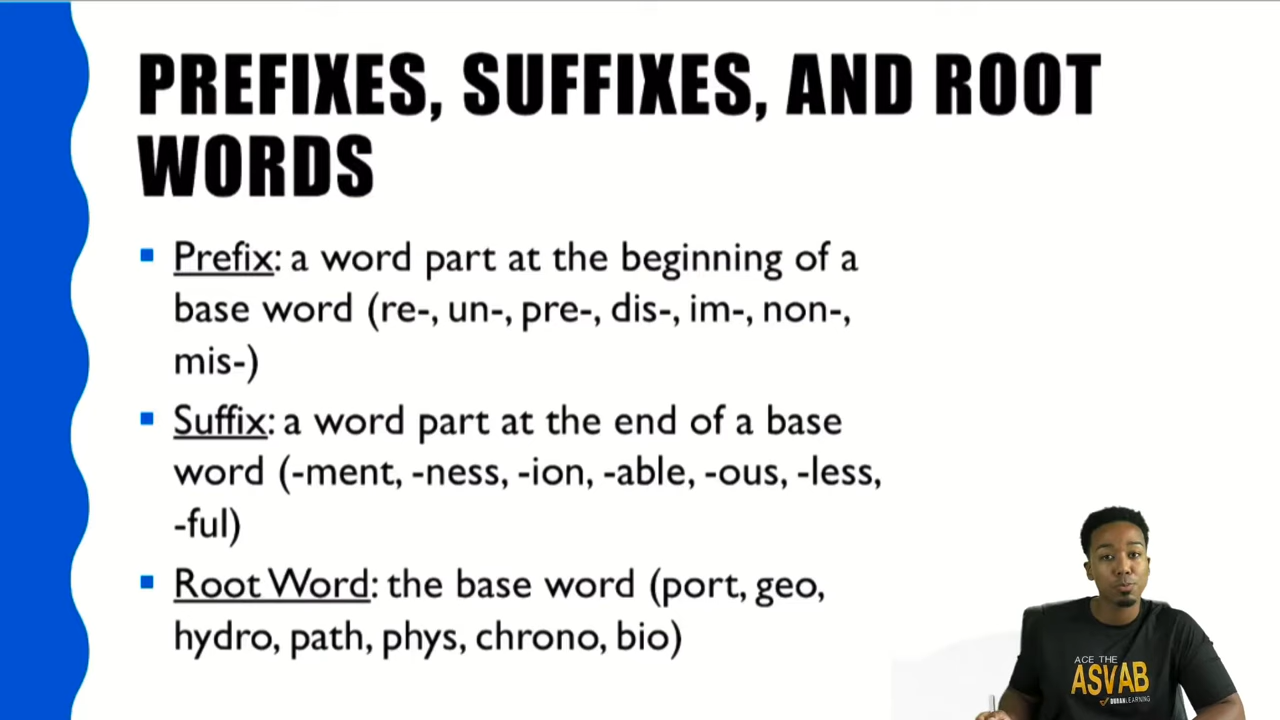 PREFIXES, SUFFIXES, AND ROOT
WORDS
Prefix: a word part at the beginning of a
base word (re-, un-, pre-, dis-, im-, non-,
mis-)
Suffix: a word part at the end of a base
word (-ment, -ness, -ion, -able, -ous, -less,
-ful)
Root Word: the base word (port, geo,
hydro, path, phys, chrono, bio)
ACE THE
ASVAB
DURANLEARNING